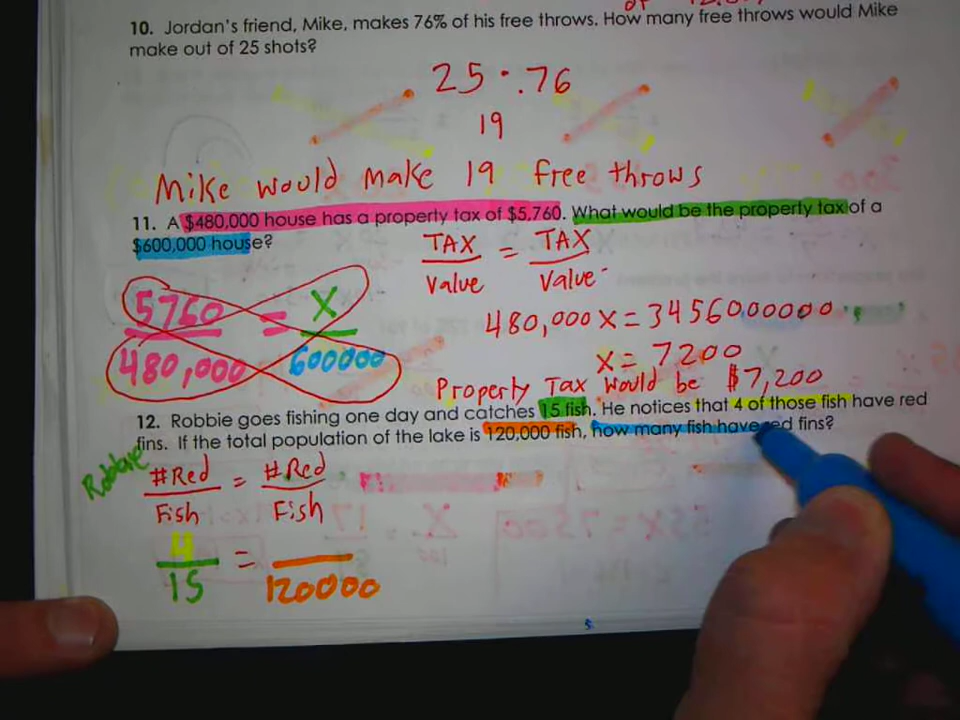 10. Jordan's friend, Mike, makes 76% of his free throws. How many free throws would Mike
make out of 25 shots?
25 · .76
19
Mike would make 19 free throws
11. A $480,000 house has a property tax of $5,760. What would be the property tax of a
$600,000 house?
TAX = TAX
Value Value
5760 = X
480,000 600000
480,000 X = 3456000000
X = 7200
Property Tax would be $7,200
12. Robbie goes fishing one day and catches 15 fish. He notices that 4 of those fish have red
fins. If the total population of the lake is 120,000 fish, how many fish have red fins?
Robbie
#Red = #Red
Fish Fish
4 =
15 120000
5